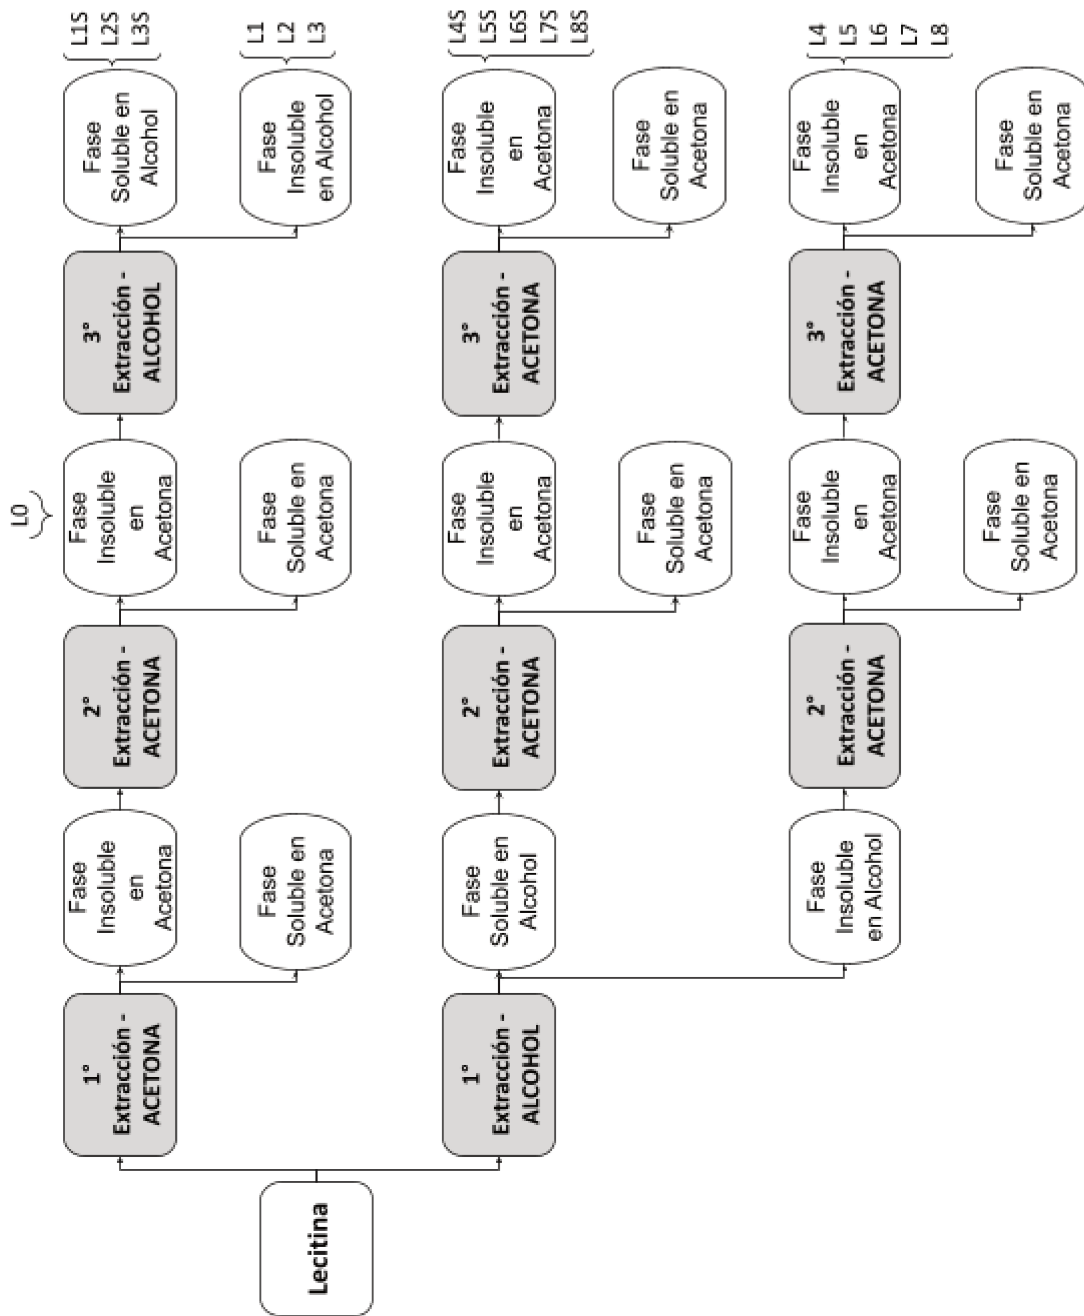 L0
Lecitina
1°
Extracción -
ACETONA
Fase
Insoluble
en
Acetona
2°
Extracción -
ACETONA
Fase
Insoluble
en
Acetona
3°
Extracción -
ALCOHOL
Fase
Soluble en
Alcohol
L1S
L2S
L3S
Fase
Soluble en
Acetona
Fase
Soluble en
Acetona
Fase
Insoluble
en Alcohol
L1
L2
L3
1°
Extracción -
ALCOHOL
Fase
Soluble en
Alcohol
2°
Extracción -
ACETONA
Fase
Insoluble
en
Acetona
3°
Extracción -
ACETONA
Fase
Insoluble
en
Acetona
L4S
L5S
L6S
L7S
L8S
Fase
Soluble en
Acetona
Fase
Soluble en
Acetona
Fase
Insoluble
en Alcohol
2°
Extracción -
ACETONA
Fase
Insoluble
en
Acetona
3°
Extracción -
ACETONA
Fase
Insoluble
en
Acetona
L4
L5
L6
L7
L8
Fase
Soluble en
Acetona
Fase
Soluble en
Acetona